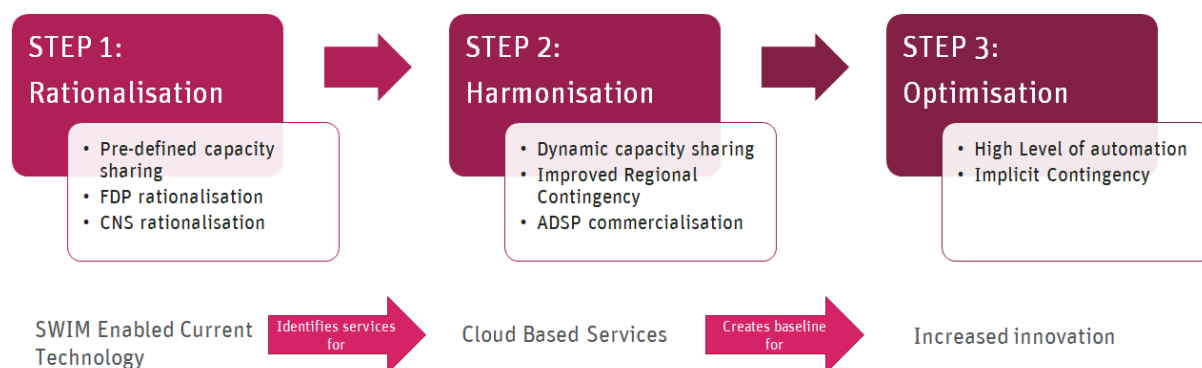 STEP 1:
Rationalisation
• Pre-defined capacity
sharing
• FDP rationalisation
• CNS rationalisation
STEP 2:
Harmonisation
• Dynamic capacity sharing
• Improved Regional
Contingency
• ADSP commercialisation
STEP 3:
Optimisation
• High Level of automation
• Implicit Contingency
SWIM Enabled Current
Technology
Identifies services
for
Cloud Based Services
Creates baseline
for
Increased innovation